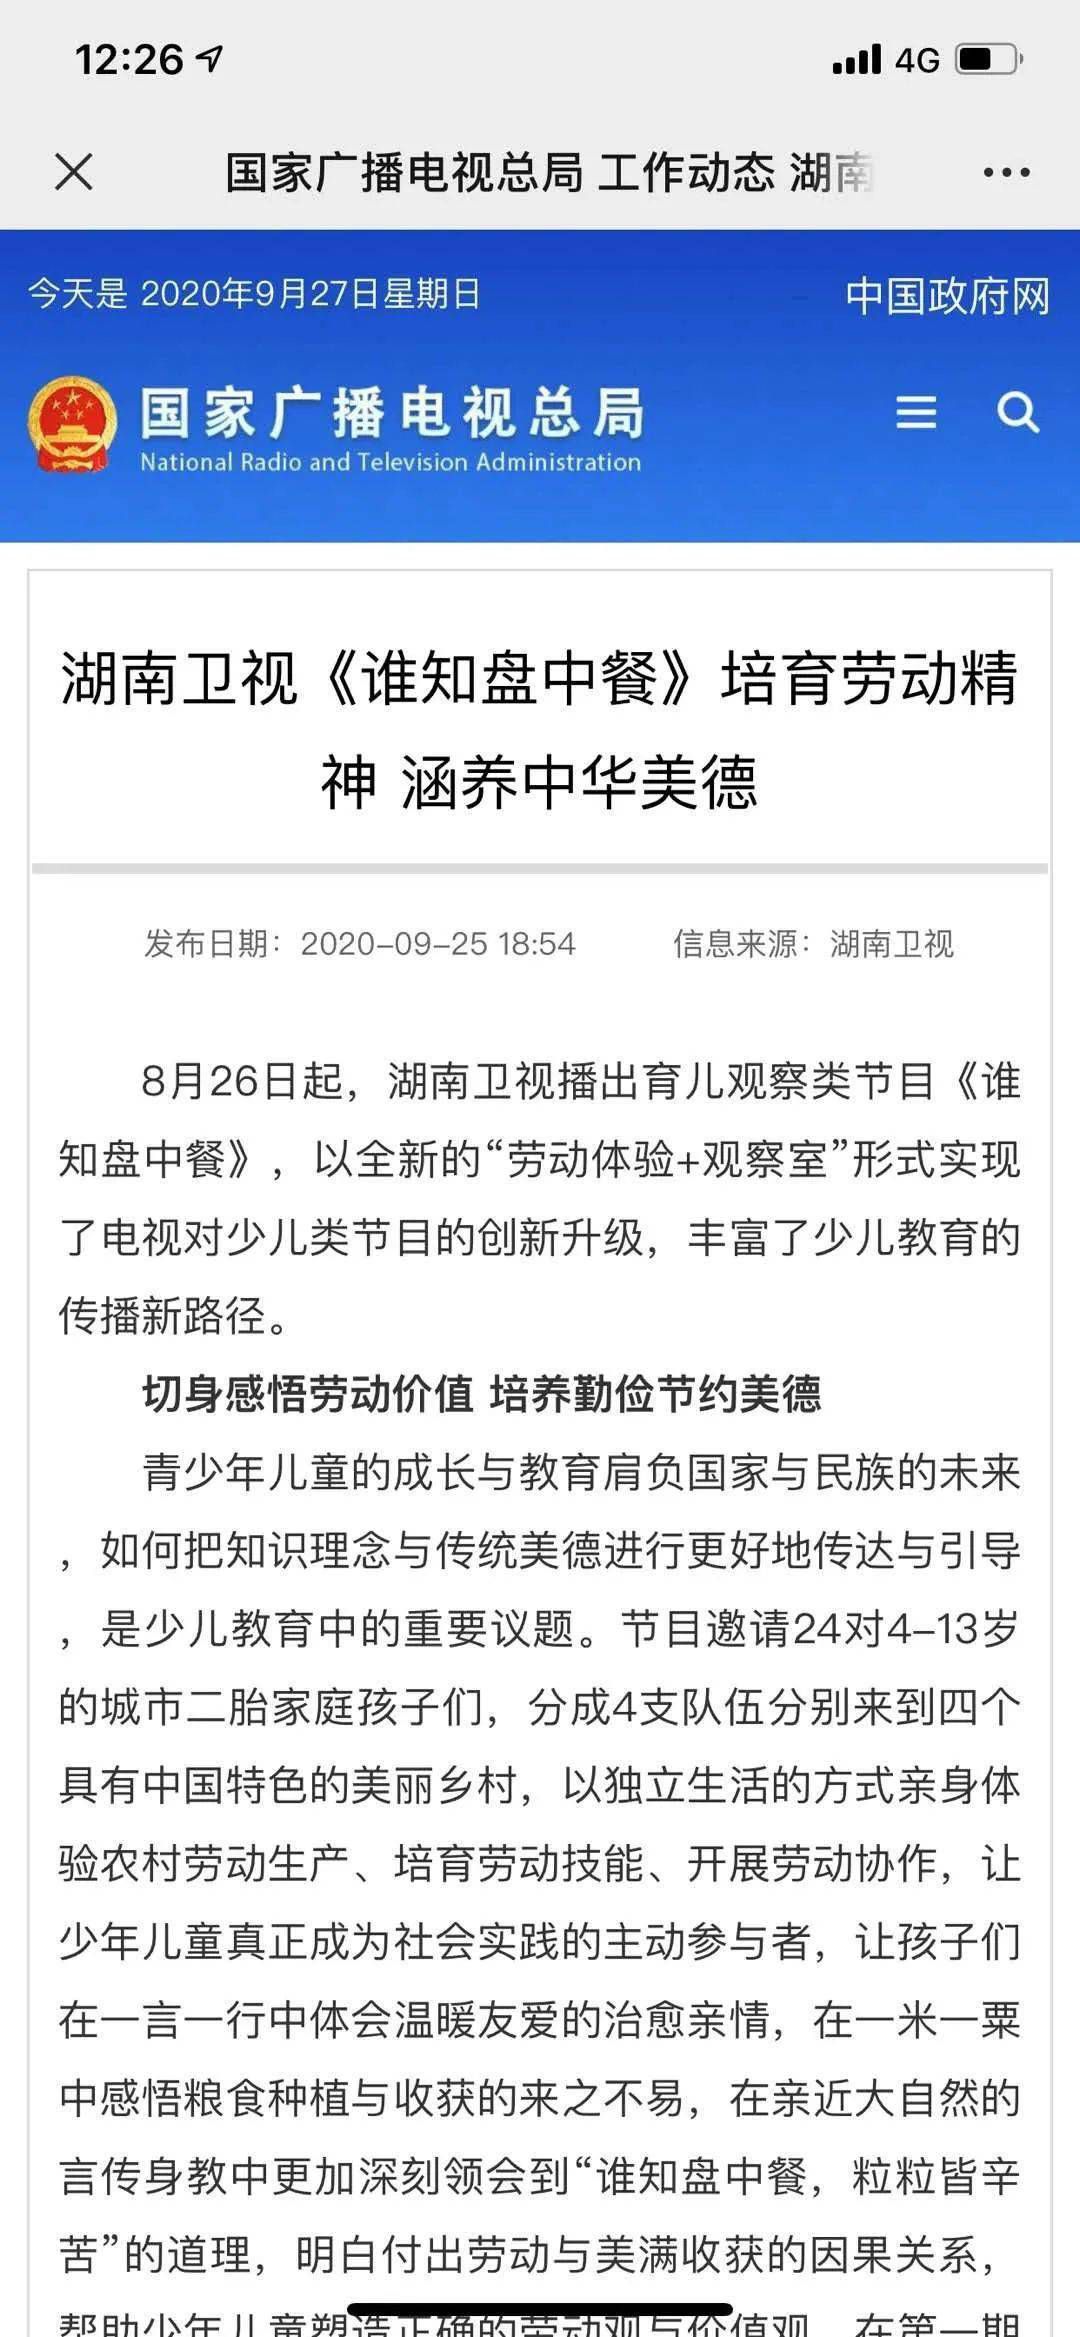 12:26
4G
国家广播电视总局 工作动态 湖南
今天是 2020年9月27日星期日
中国政府网
国家广播电视总局
National Radio and Television Administration
湖南卫视《谁知盘中餐》培育劳动精
神 涵养中华美德
发布日期：2020-09-25 18:54 信息来源：湖南卫视
8月26日起，湖南卫视播出育儿观察类节目《谁
知盘中餐》，以全新的“劳动体验+观察室”形式实现
了电视对少儿类节目的创新升级，丰富了少儿教育的
传播新路径。
切身感悟劳动价值 培养勤俭节约美德
青少年儿童的成长与教育肩负国家与民族的未来
，如何把知识理念与传统美德进行更好地传达与引导
，是少儿教育中的重要议题。节目邀请24对4-13岁
的城市二胎家庭孩子们，分成4支队伍分别来到四个
具有中国特色的美丽乡村，以独立生活的方式亲身体
验农村劳动生产、培育劳动技能、开展劳动协作，让
少年儿童真正成为社会实践的主动参与者，让孩子们
在一言一行中体会温暖友爱的治愈亲情，在一米一粟
中感悟粮食种植与收获的来之不易，在亲近大自然的
言传身教中更加深刻领会到“谁知盘中餐，粒粒皆辛
苦”的道理，明白付出劳动与美满收获的因果关系，
帮助少年儿童塑造正确的劳动观与价值观。在第一期